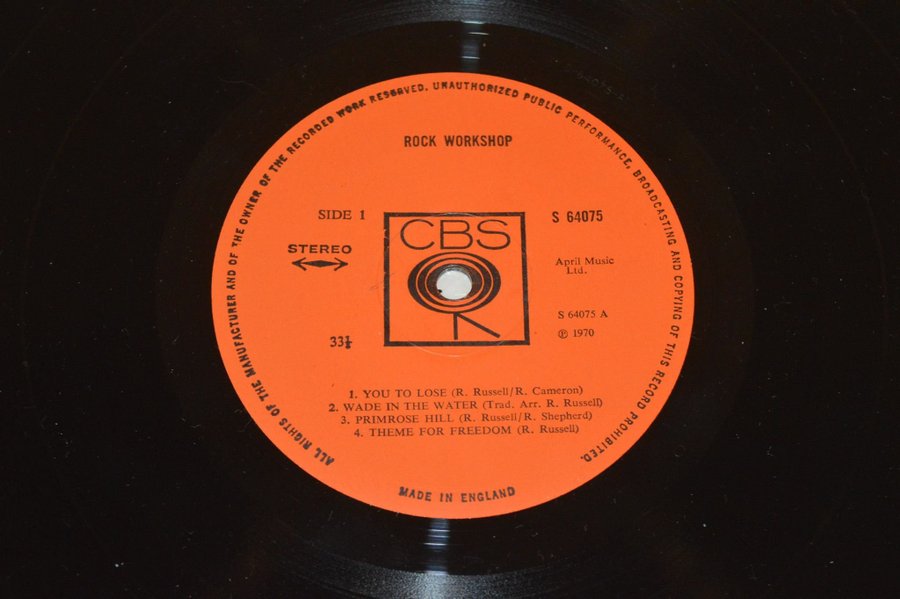 ALL RIGHTS OF THE MANUFACTURER AND OF THE OWNER OF THE RECORDED WORK RESERVED. UNAUTHORIZED PUBLIC PERFORMANCE, BROADCASTING AND COPYING OF THIS RECORD PROHIBITED.
ROCK WORKSHOP
SIDE 1
S 64075
STEREO
CBS
April Music
Ltd.
S 64075 A
℗ 1970
33⅓
1. YOU TO LOSE (R. Russell/R. Cameron)
2. WADE IN THE WATER (Trad. Arr. R. Russell)
3. PRIMROSE HILL (R. Russell/R. Shepherd)
4. THEME FOR FREEDOM (R. Russell)
MADE IN ENGLAND